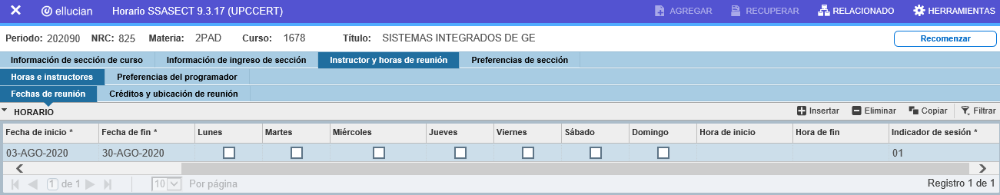 ✕ ellucian Horario SSASECT 9.3.17 (UPCCERT) AGREGAR RECUPERAR RELACIONADO HERRAMIENTAS
Periodo: 202090 NRC: 825 Materia: 2PAD Curso: 1678 Título: SISTEMAS INTEGRADOS DE GE Recomenzar
Información de sección de curso Información de ingreso de sección Instructor y horas de reunión Preferencias de sección
Horas e instructores Preferencias del programador
Fechas de reunión Créditos y ubicación de reunión
HORARIO Insertar Eliminar Copiar Filtrar
Fecha de inicio * Fecha de fin * Lunes Martes Miércoles Jueves Viernes Sábado Domingo Hora de inicio Hora de fin Indicador de sesión *
03-AGO-2020 30-AGO-2020 01
1 de 1 10 Por página Registro 1 de 1